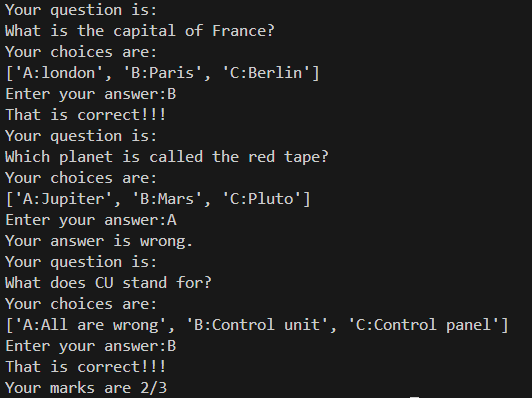 Your question is:
What is the capital of France?
Your choices are:
['A:london', 'B:Paris', 'C:Berlin']
Enter your answer:B
That is correct!!!
Your question is:
Which planet is called the red tape?
Your choices are:
['A:Jupiter', 'B:Mars', 'C:Pluto']
Enter your answer:A
Your answer is wrong.
Your question is:
What does CU stand for?
Your choices are:
['A:All are wrong', 'B:Control unit', 'C:Control panel']
Enter your answer:B
That is correct!!!
Your marks are 2/3